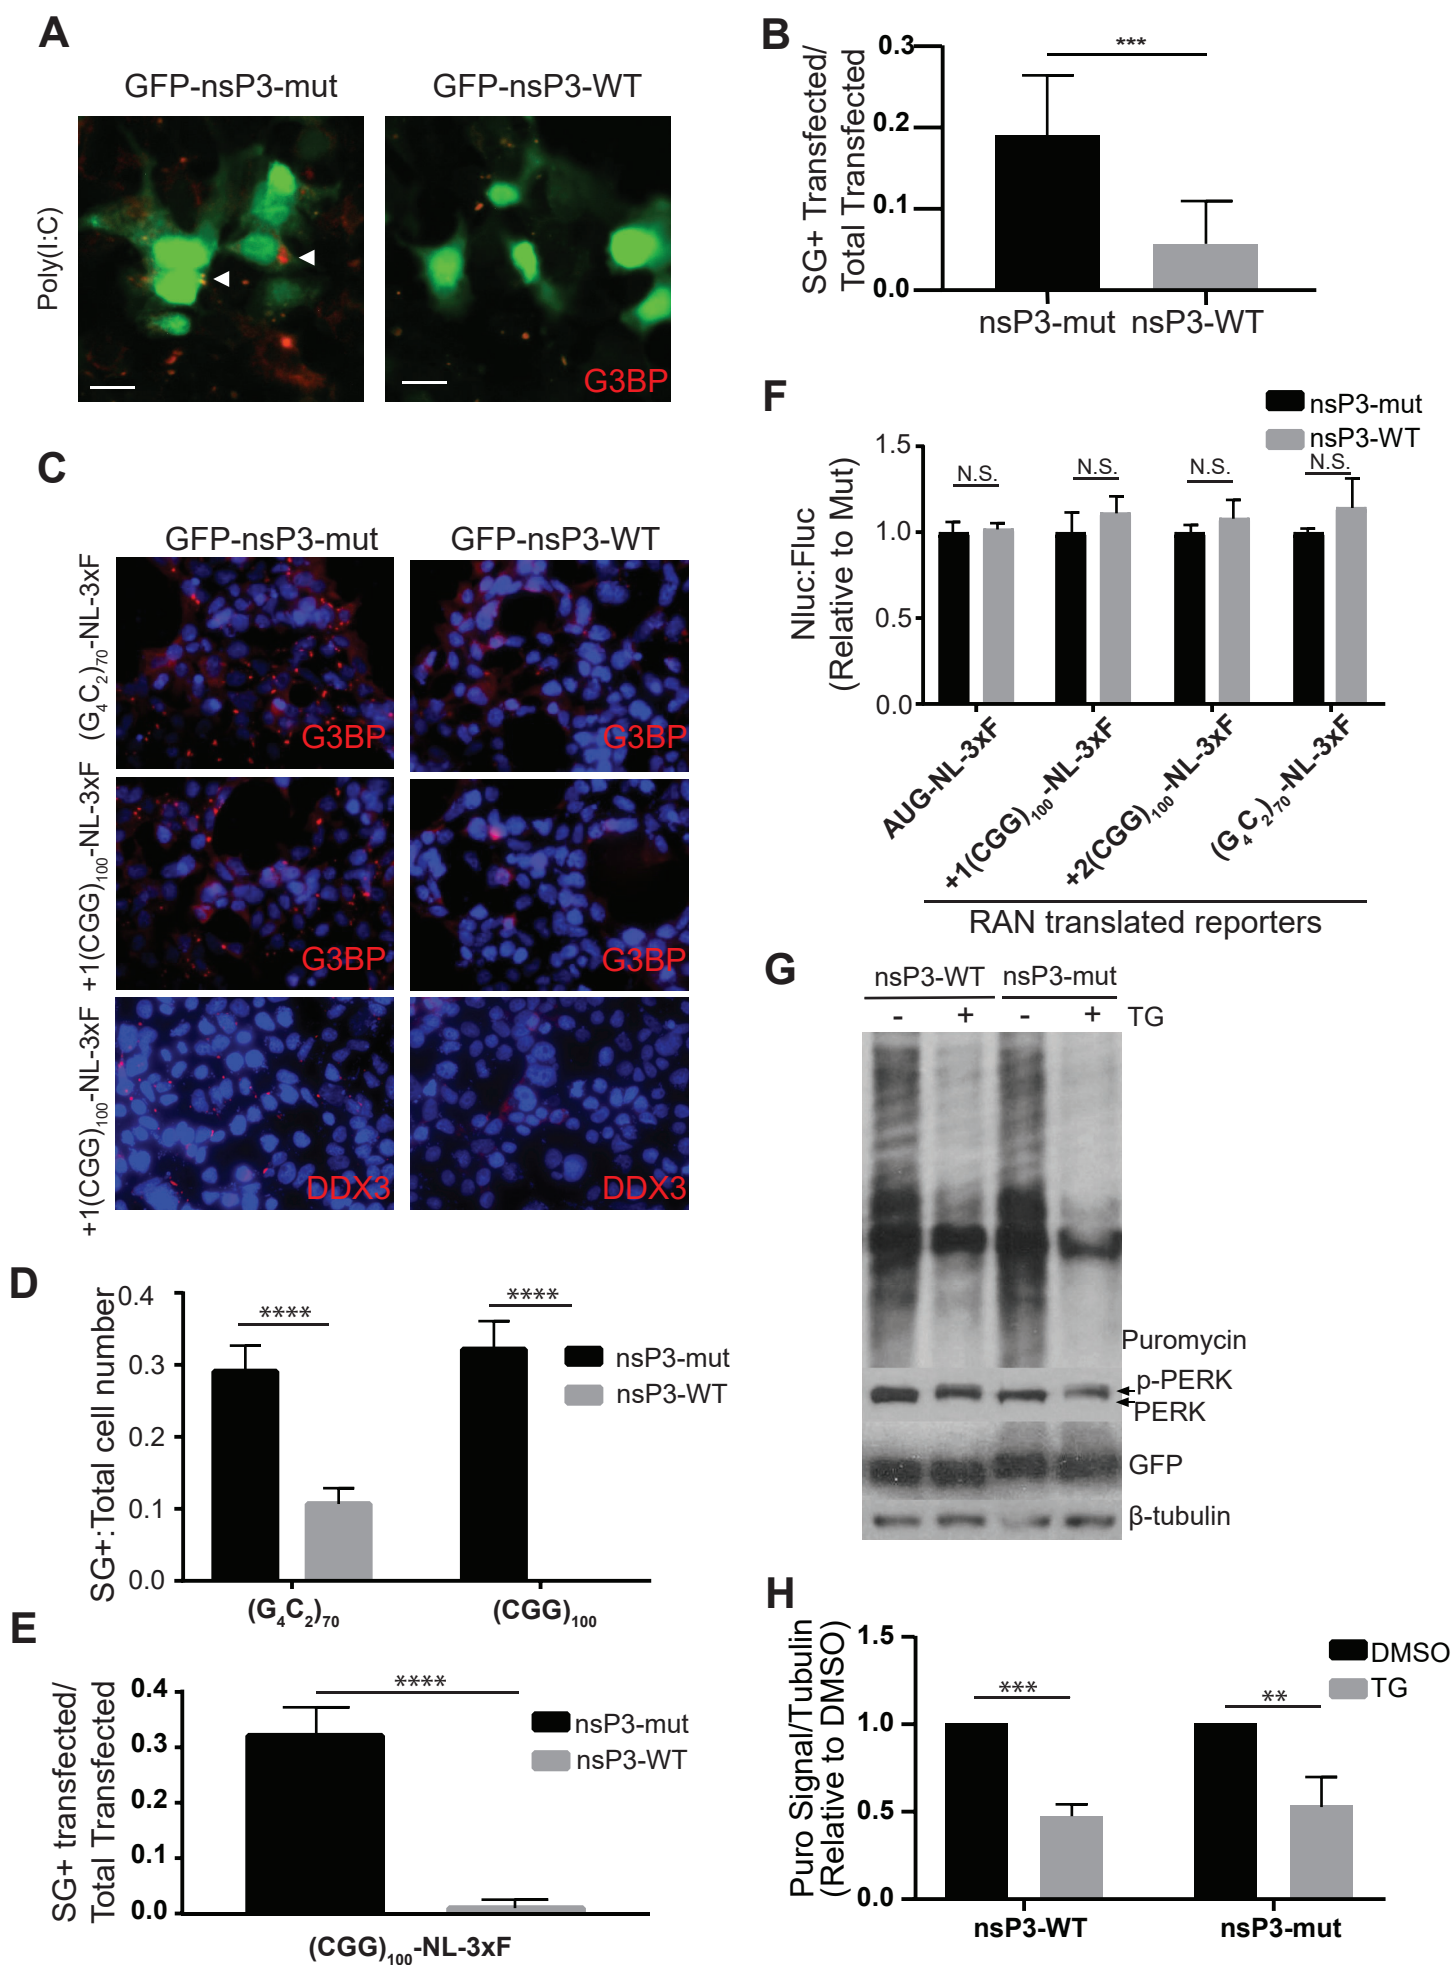 A
GFP-nsP3-mut
GFP-nsP3-WT
Poly(I:C)
G3BP
B
SG+ Transfected/
Total Transfected
0.3
0.2
0.1
0.0
***
nsP3-mut
nsP3-WT
C
GFP-nsP3-mut
GFP-nsP3-WT
(G4C2)70-NL-3xF
G3BP
G3BP
+1(CGG)100-NL-3xF
G3BP
G3BP
+1(CGG)100-NL-3xF
DDX3
DDX3
D
SG+:Total cell number
0.4
0.3
0.2
0.1
0.0
****
****
nsP3-mut
nsP3-WT
(G4C2)70
(CGG)100
E
SG+ transfected/
Total Transfected
0.4
0.3
0.2
0.1
0.0
****
nsP3-mut
nsP3-WT
(CGG)100-NL-3xF
F
nsP3-mut
nsP3-WT
Nluc:Fluc
(Relative to Mut)
1.5
1.0
0.5
0.0
N.S.
N.S.
N.S.
N.S.
AUG-NL-3xF
+1(CGG)100-NL-3xF
+2(CGG)100-NL-3xF
(G4C2)70-NL-3xF
RAN translated reporters
G
nsP3-WT
nsP3-mut
- + - + TG
Puromycin
p-PERK
PERK
GFP
β-tubulin
H
Puro Signal/Tubulin
(Relative to DMSO)
1.5
1.0
0.5
0.0
***
**
DMSO
TG
nsP3-WT
nsP3-mut